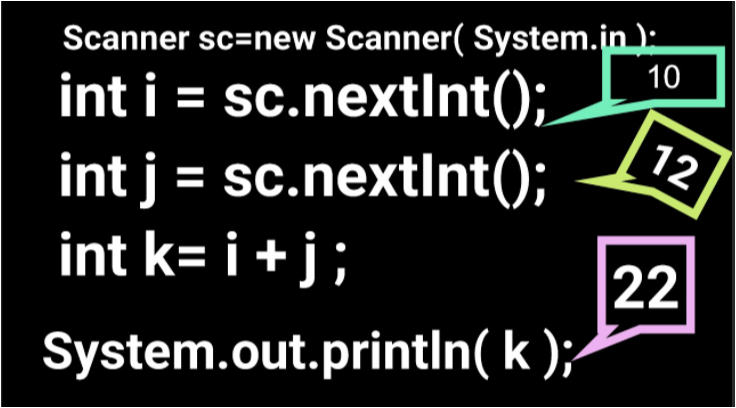 Scanner sc=new Scanner( System.in );
int i = sc.nextInt();
10
int j = sc.nextInt();
12
int k= i + j ;
22
System.out.println( k );